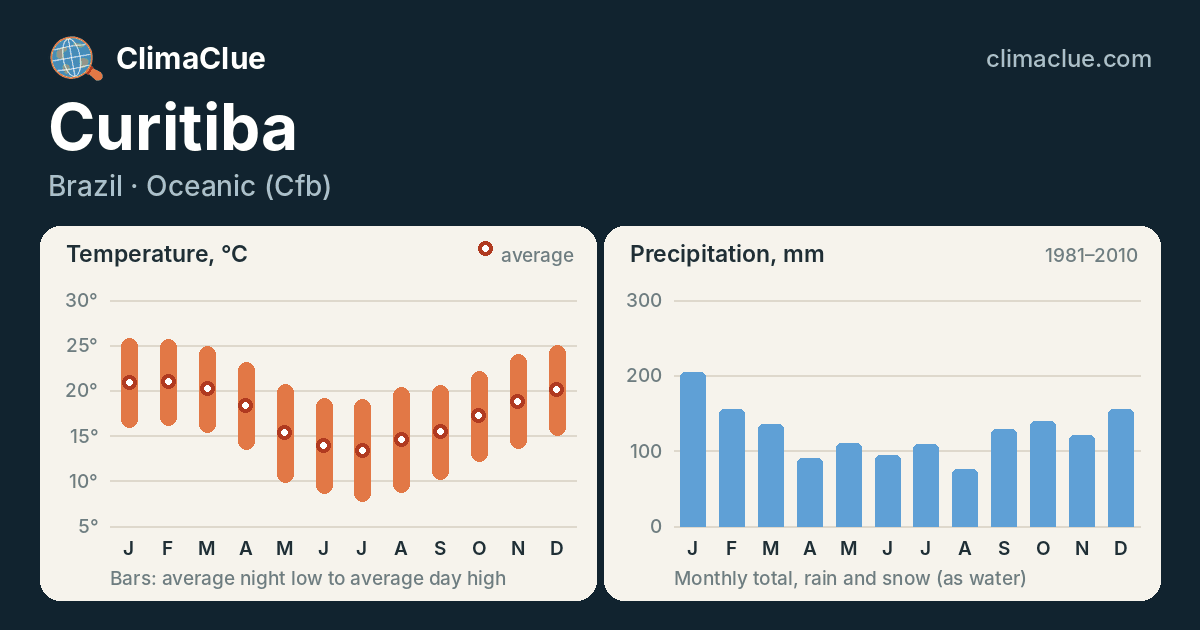 ClimaClue
climaclue.com
Curitiba
Brazil · Oceanic (Cfb)
Temperature, °C
average
30°
25°
20°
15°
10°
5°
J F M A M J J A S O N D
Bars: average night low to average day high
Precipitation, mm
1981–2010
300
200
100
0
J F M A M J J A S O N D
Monthly total, rain and snow (as water)